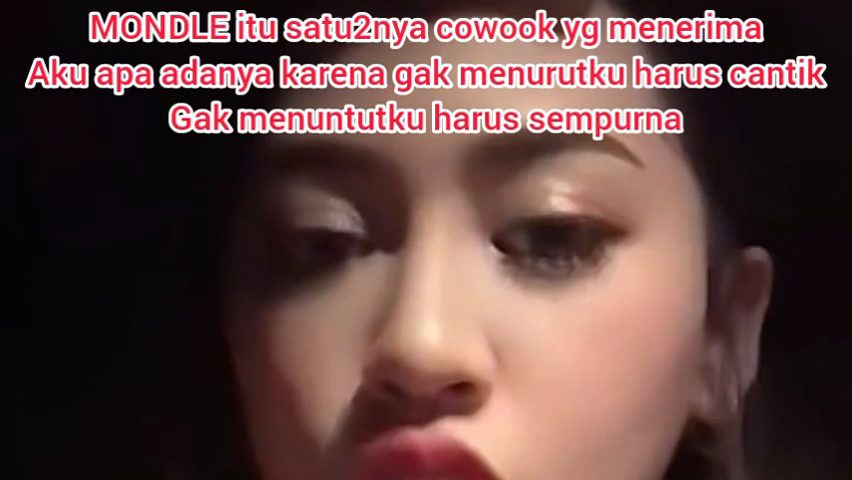 MONDLE itu satu2nya cowook yg menerima
Aku apa adanya karena gak menurutku harus cantik
Gak menuntutku harus sempurna